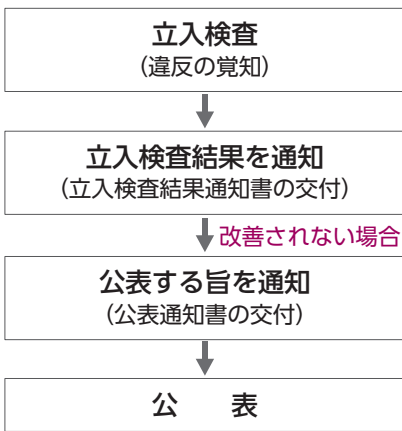 立入検査
（違反の覚知）
立入検査結果を通知
（立入検査結果通知書の交付）
改善されない場合
公表する旨を通知
（公表通知書の交付）
公　　表